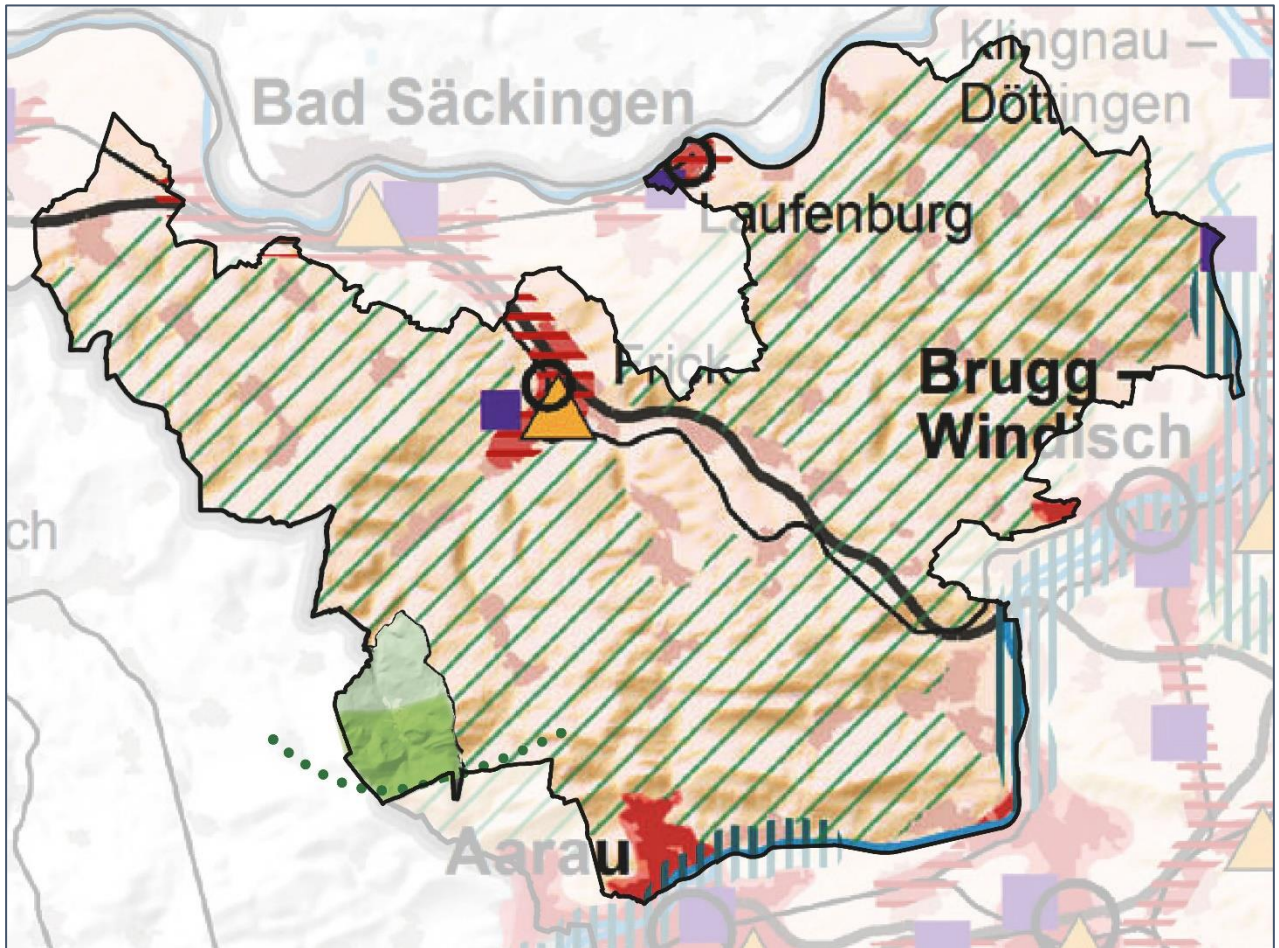 Klingnau –
Döttingen
Bad Säckingen
Laufenburg
Frick
Brugg –
Windisch
ch
Aarau